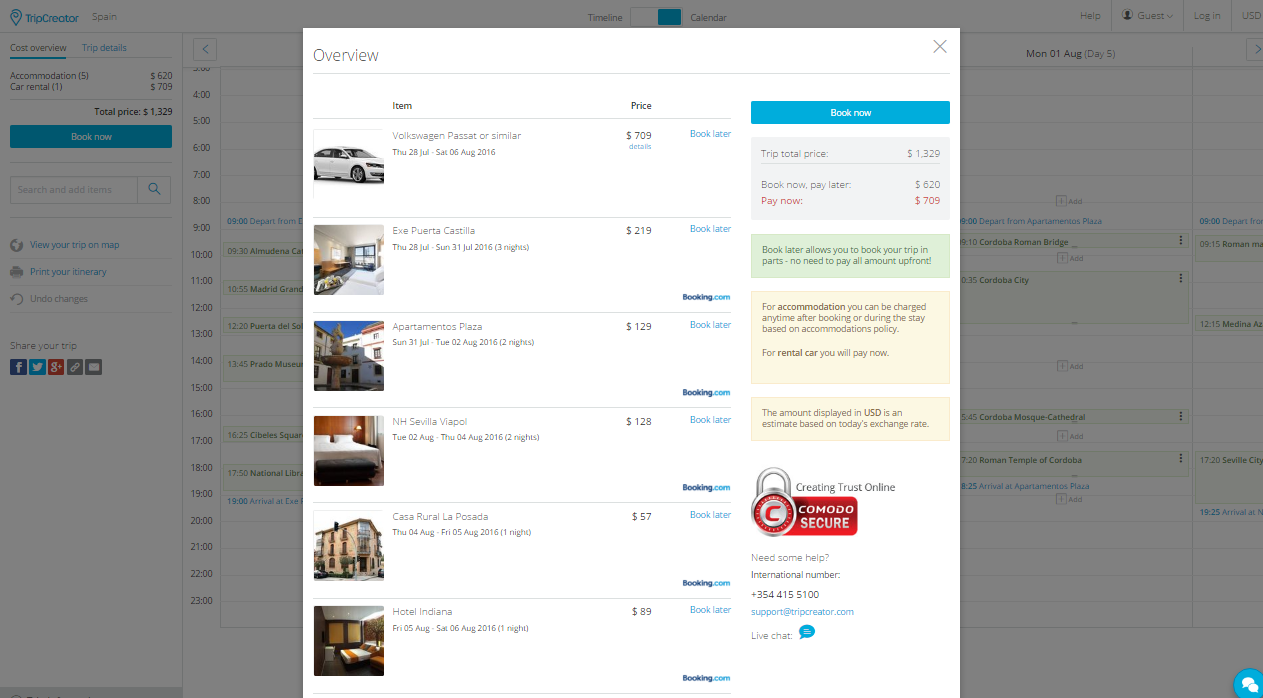 TripCreator
Spain
Timeline
Calendar
Help
Guest
Log in
USD
Cost overview
Trip details
Accommodation (5) $ 620
Car rental (1) $ 709
Total price: $ 1,329
Book now
Search and add items
View your trip on map
Print your itinerary
Undo changes
Share your trip
4:00
5:00
6:00
7:00
8:00
9:00
10:00
11:00
12:00
13:00
14:00
15:00
16:00
17:00
18:00
19:00
20:00
21:00
22:00
23:00
09:00 Depart from
09:30 Almudena
10:55 Madrid Grand
12:20 Puerta del Sol
13:45 Prado Museum
16:25 Cibeles Square
17:50 National
19:00 Arrival at Exe
Overview
Item Price
Volkswagen Passat or similar $ 709 Book later
Thu 28 Jul - Sat 06 Aug 2016 details
Exe Puerta Castilla $ 219 Book later
Thu 28 Jul - Sun 31 Jul 2016 (3 nights)
Booking.com
Apartamentos Plaza $ 129 Book later
Sun 31 Jul - Tue 02 Aug 2016 (2 nights)
Booking.com
NH Sevilla Viapol $ 128 Book later
Tue 02 Aug - Thu 04 Aug 2016 (2 nights)
Booking.com
Casa Rural La Posada $ 57 Book later
Thu 04 Aug - Fri 05 Aug 2016 (1 night)
Booking.com
Hotel Indiana $ 89 Book later
Fri 05 Aug - Sat 06 Aug 2016 (1 night)
Booking.com
Book now
Trip total price: $ 1,329
Book now, pay later: $ 620
Pay now: $ 709
Book later allows you to book your trip in
parts - no need to pay all amount upfront!
For accommodation you can be charged
anytime after booking or during the stay
based on accommodations policy.
For rental car you will pay now.
The amount displayed in USD is an
estimate based on today's exchange rate.
Creating Trust Online
COMODO
SECURE
Need some help?
International number:
+354 415 5100
support@tripcreator.com
Live chat:
Mon 01 Aug (Day 5)
Add
9:00 Depart from Apartamentos Plaza
9:10 Cordoba Roman Bridge
Add
0:35 Cordoba City
Add
5:45 Cordoba Mosque-Cathedral
Add
7:20 Roman Temple of Cordoba
8:25 Arrival at Apartamentos Plaza
Add
09:00 Depart from
09:15 Roman
12:15 Medina
17:20 Seville City
19:25 Arrival at